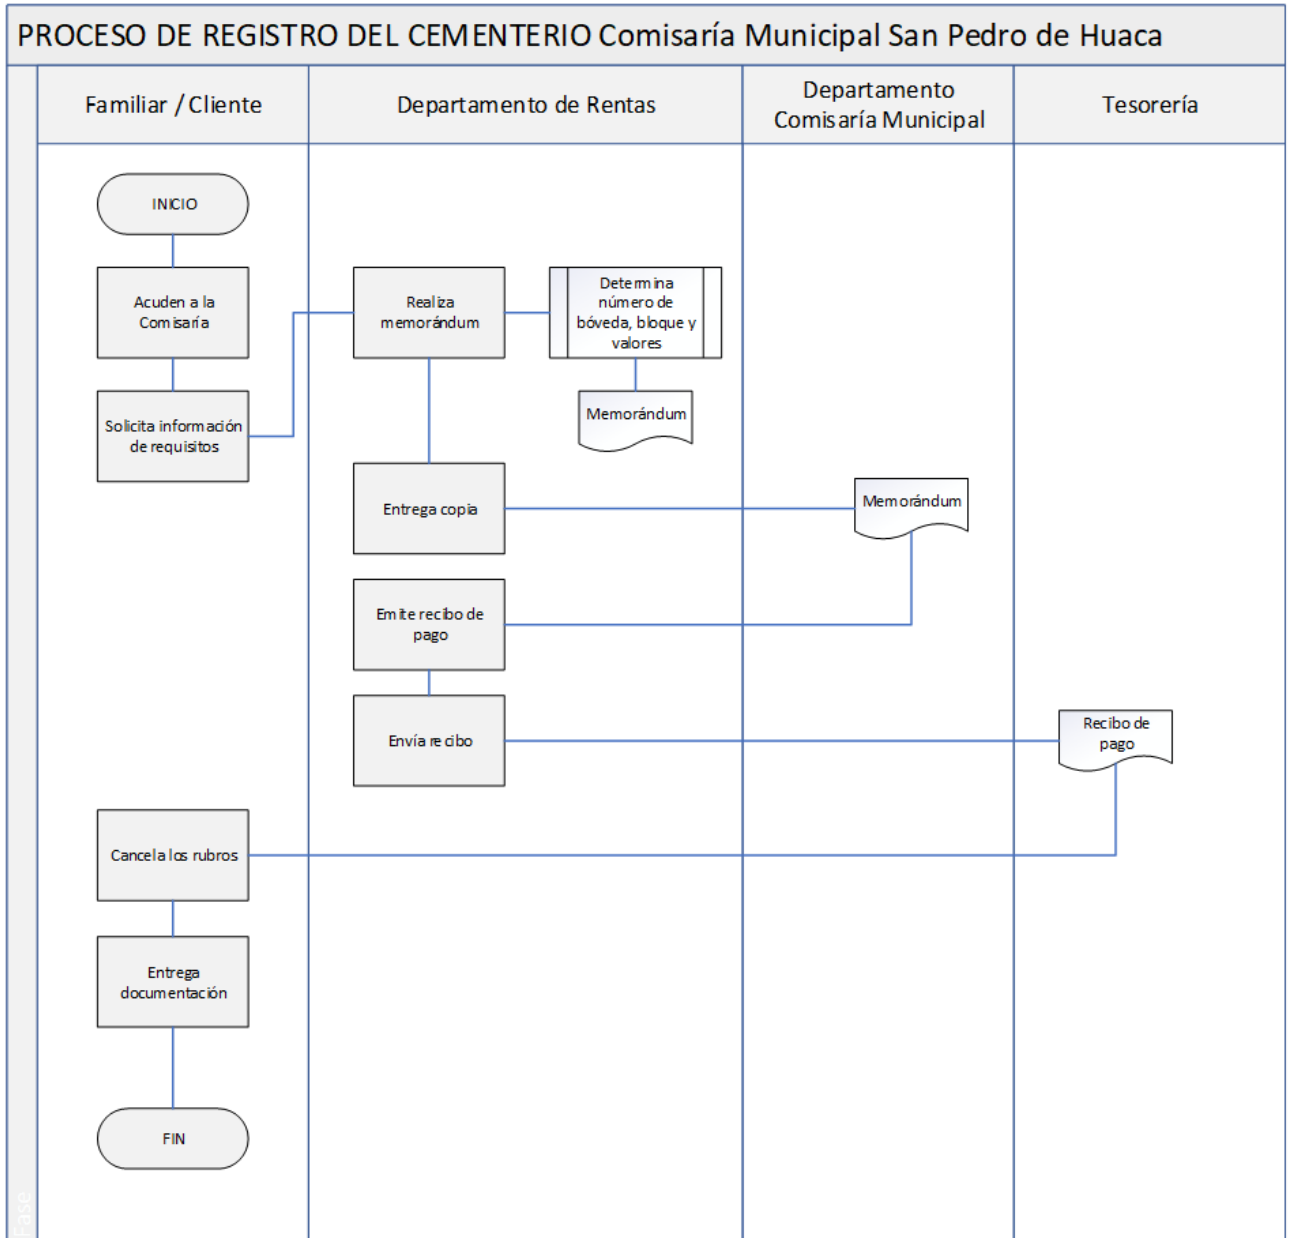 PROCESO DE REGISTRO DEL CEMENTERIO Comisaría Municipal San Pedro de Huaca
Familiar / Cliente
Departamento de Rentas
Departamento
Comisaría Municipal
Tesorería
INICIO
Acuden a la
Comisaría
Realiza
memorándum
Determina
número de
bóveda, bloque y
valores
Solicita información
de requisitos
Memorándum
Entrega copia
Memorándum
Emite recibo de
pago
Envía recibo
Recibo de
pago
Cancela los rubros
Entrega
documentación
FIN
Fase